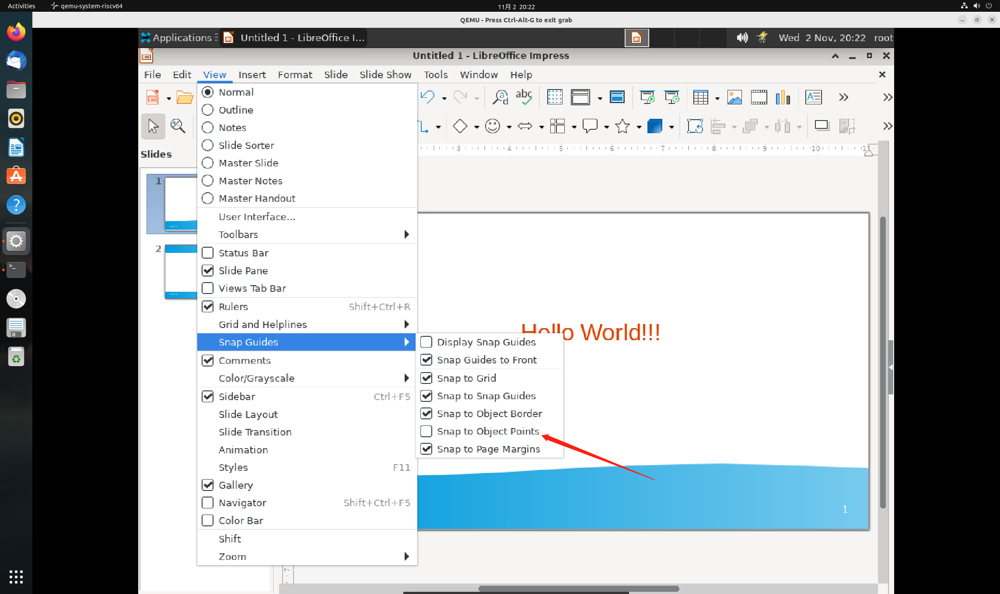 Activities qemu-system-riscv64 11月 2 20:22
QEMU - Press Ctrl-Alt-G to exit grab
Applications Untitled 1 - LibreOffice I... Wed 2 Nov, 20:22 root
Untitled 1 - LibreOffice Impress
File Edit View Insert Format Slide Slide Show Tools Window Help
Normal
Outline
Notes
Slide Sorter
Master Slide
Master Notes
Master Handout
User Interface...
Toolbars
Status Bar
Slide Pane
Views Tab Bar
Rulers Shift+Ctrl+R
Grid and Helplines
Snap Guides
Comments
Color/Grayscale
Sidebar Ctrl+F5
Slide Layout
Slide Transition
Animation
Styles F11
Gallery
Navigator Shift+Ctrl+F5
Color Bar
Shift
Zoom
Display Snap Guides
Snap Guides to Front
Snap to Grid
Snap to Snap Guides
Snap to Object Border
Snap to Object Points
Snap to Page Margins
abc
Slides
1
2
3 4 5 6 7 8 9 10 11
Hello World!!!
1
7